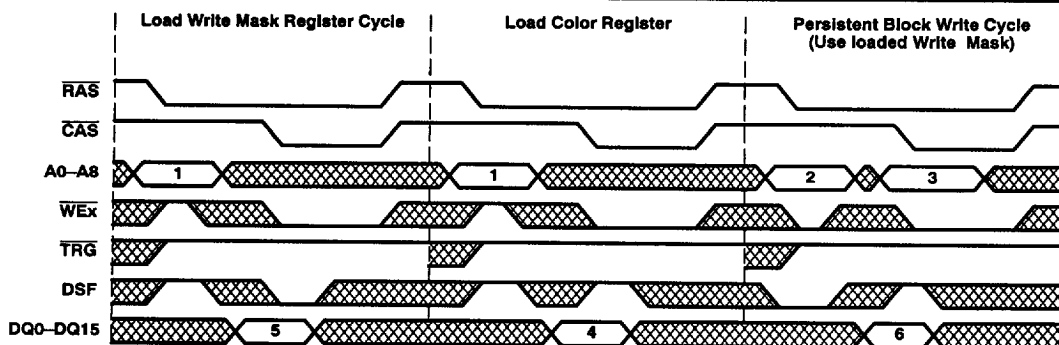 Load Write Mask Register Cycle
Load Color Register
Persistent Block Write Cycle
(Use loaded Write Mask)
RAS
CAS
A0–A8 1 1 2 3
WEx
TRG
DSF
DQ0–DQ15 5 4 6